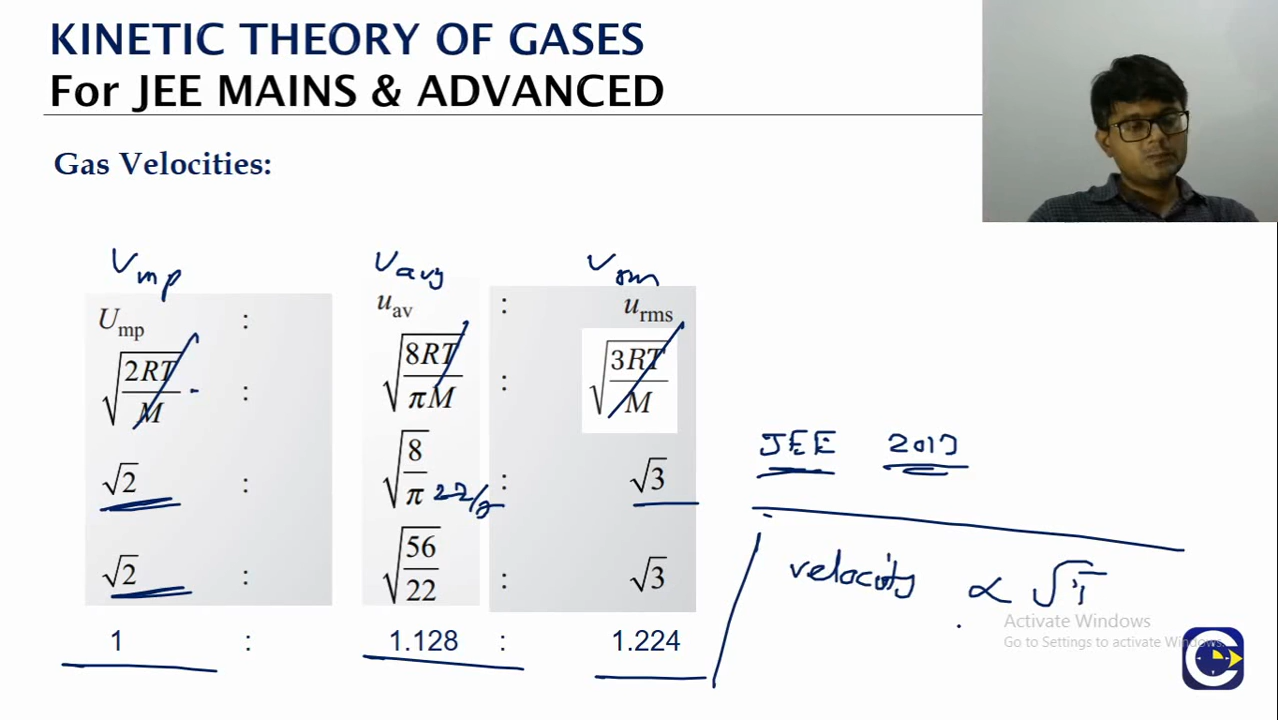 KINETIC THEORY OF GASES
For JEE MAINS & ADVANCED
Gas Velocities:
Vmp Vavg Vrms
Ump : uav : urms
√(2RT/M) : √(8RT/πM) : √(3RT/M)
√2 : √(8/π) 22/7 : √3
√2 : √(56/22) : √3
1 : 1.128 : 1.224
JEE 2013
velocity ∝ √T
Activate Windows
Go to Settings to activate Windows.